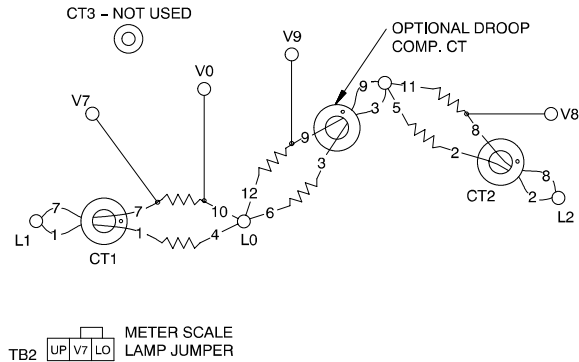 CT3 – NOT USED
OPTIONAL DROOP
COMP. CT
V9
V0
V7
V8
9
11
3
5
9
3
8
2
12
6
8
2
CT2
L2
7
1
7
1
10
4
L1
CT1
L0
METER SCALE
LAMP JUMPER
TB2 UP V7 LO